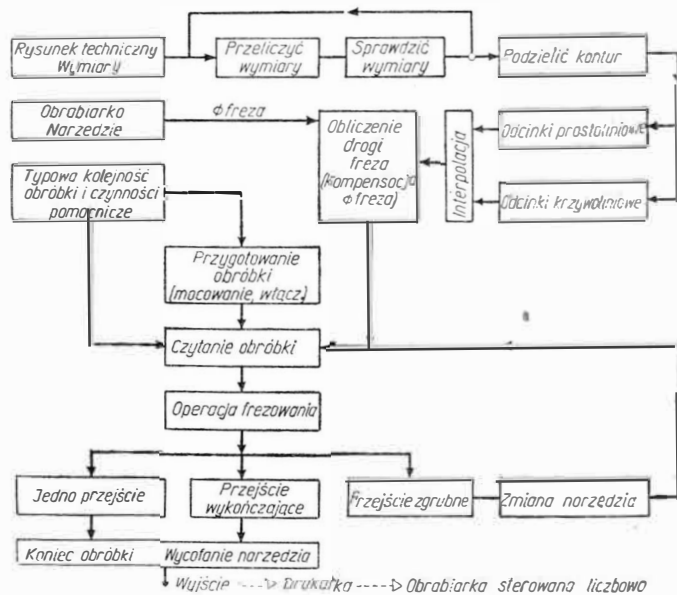 Rysunek techniczny
Wymiary
Przeliczyć
wymiary
Sprawdzić
wymiary
Podzielić kontur
Obrabiarko
Narzędzie
Φ freza
Obliczenie
drogi
freza
(kompensacja
Φ freza)
Interpolacja
Odcinki prostoliniowe
Odcinki krzywoliniowe
Typowa kolejność
obróbki i czynności
pomocnicze
Przygotowanie
obróbki
(mocowanie, włącz.)
Czytanie obróbki
Operacja frezowania
Jedno przejście
Przejście
wykończające
Przejście zgrubne
Zmiana narzędzia
Koniec obróbki
Wycofanie narzędzia
Wyjście
Drukarka
Obrabiarka sterowana liczbowo